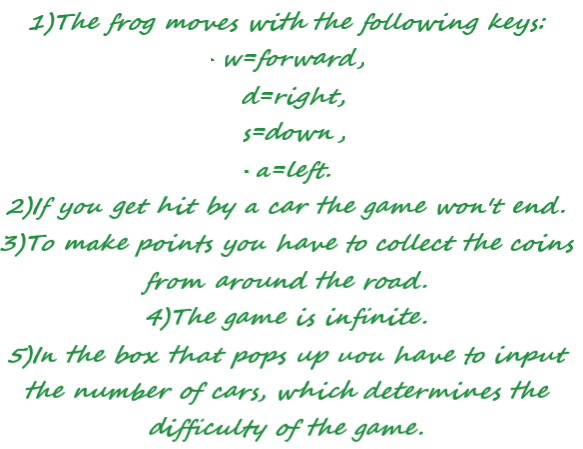 1)The frog moves with the following keys:
· w=forward,
d=right,
s=down,
· a=left.
2)If you get hit by a car the game won't end.
3)To make points you have to collect the coins
from around the road.
4)The game is infinite.
5)In the box that pops up uou have to input
the number of cars, which determines the
difficulty of the game.